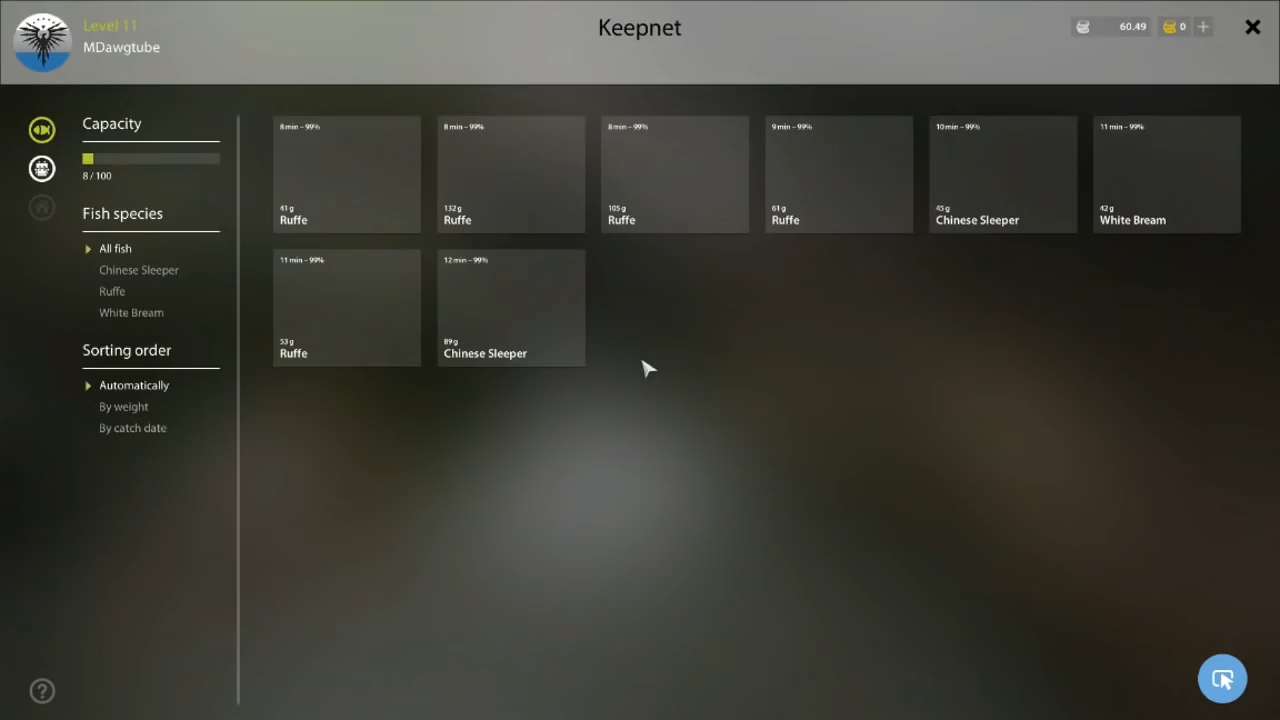 Level 11
MDawgtube
Keepnet
60.49
0
Capacity
8 / 100
Fish species
All fish
Chinese Sleeper
Ruffe
White Bream
Sorting order
Automatically
By weight
By catch date
8 min – 99%
41 g
Ruffe
8 min – 99%
132 g
Ruffe
8 min – 99%
105 g
Ruffe
9 min – 99%
61 g
Ruffe
10 min – 99%
45 g
Chinese Sleeper
11 min – 99%
42 g
White Bream
11 min – 99%
53 g
Ruffe
12 min – 99%
89 g
Chinese Sleeper